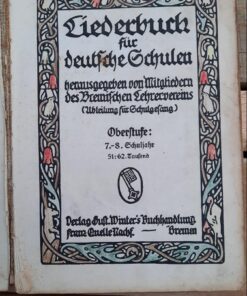 Liederbuch
für
deutsche Schulen
herausgegeben von Mitgliedern
des Bremischen Lehrervereins
(Abteilung für Schulgesang)
Oberstufe:
7.-8. Schuljahr
51.-62. Tausend
Verlag Gust. Winter's Buchhandlung
Franz Quelle Nachf. — Bremen